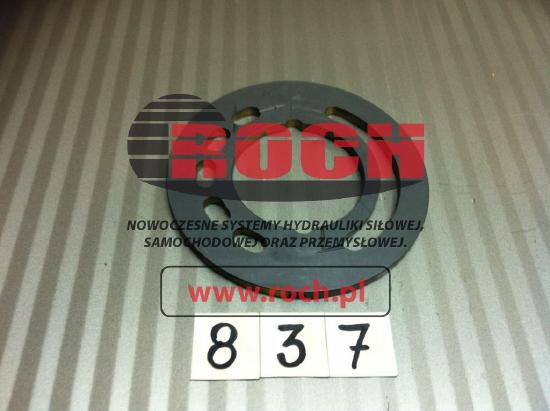 ROCH
NOWOCZESNE SYSTEMY HYDRAULIKI SIŁOWEJ,
SAMOCHODOWEJ ORAZ PRZEMYSŁOWEJ.
www.roch.pl
8 3 7